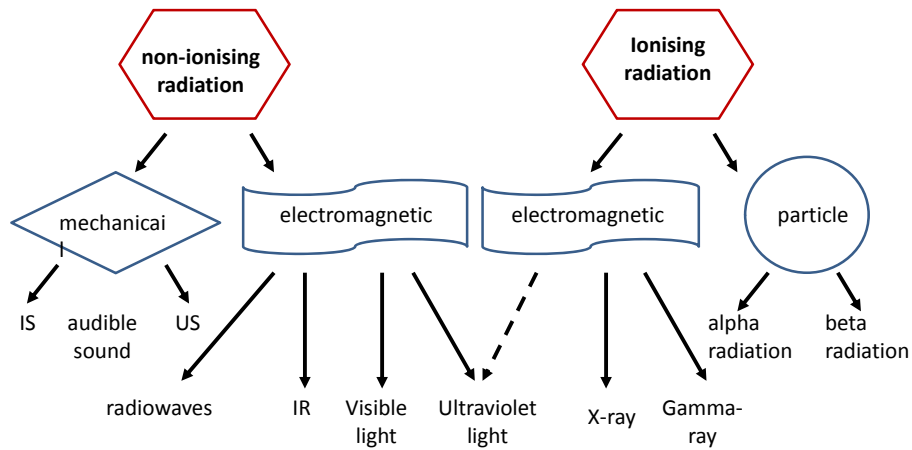 non-ionising
radiation
Ionising
radiation
mechanicai
l
electromagnetic
electromagnetic
particle
IS
audible
sound
US
alpha
radiation
beta
radiation
radiowaves
IR
Visible
light
Ultraviolet
light
X-ray
Gamma-
ray